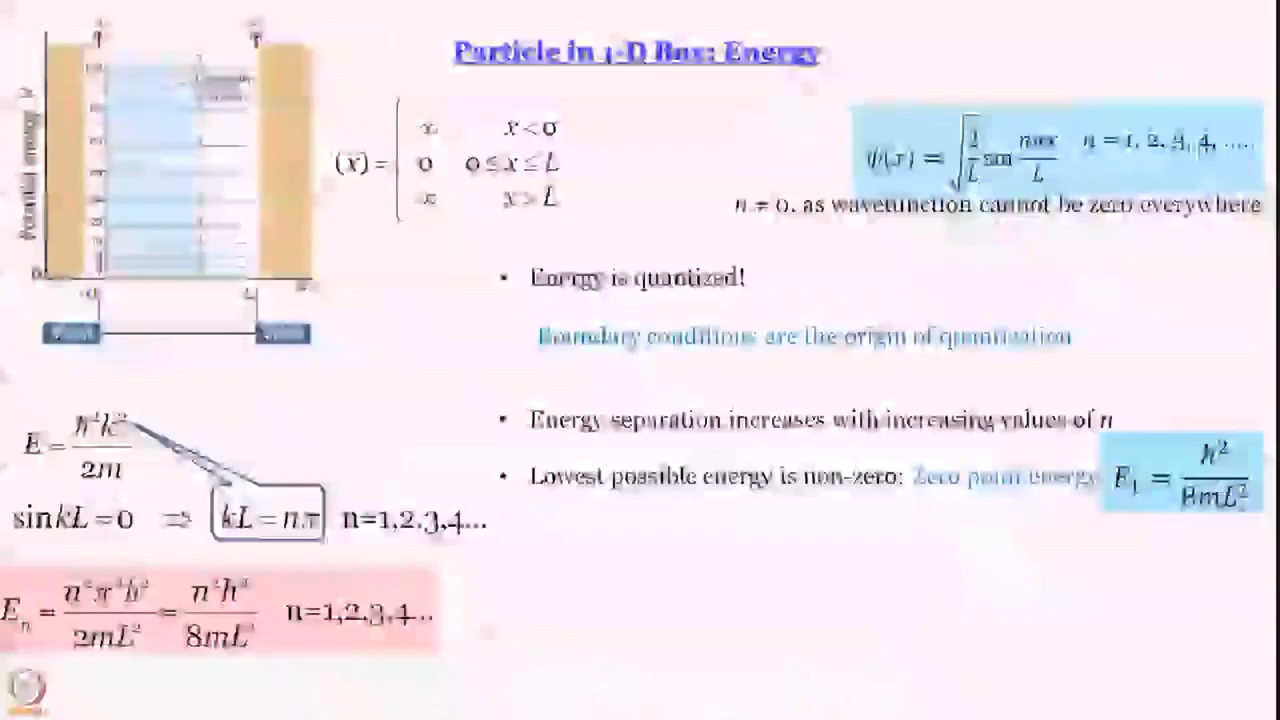 Particle in 1-D Box: Energy
Potential energy, V
(x) = { ∞ x < 0
0 0 ≤ x ≤ L
∞ x > L
ψ(x) = √(2/L) sin nπx/L n = 1, 2, 3, 4, ....
n ≠ 0, as wavefunction cannot be zero everywhere
• Energy is quantized!
Boundary conditions are the origin of quantization
E = ħ²k²/2m
• Energy separation increases with increasing values of n
• Lowest possible energy is non-zero: Zero point energy E₁ = h²/8mL²
sin kL = 0 ⇒ kL = nπ n=1,2,3,4...
Eₙ = n²π²ħ²/2mL² = n²h²/8mL² n=1,2,3,4...